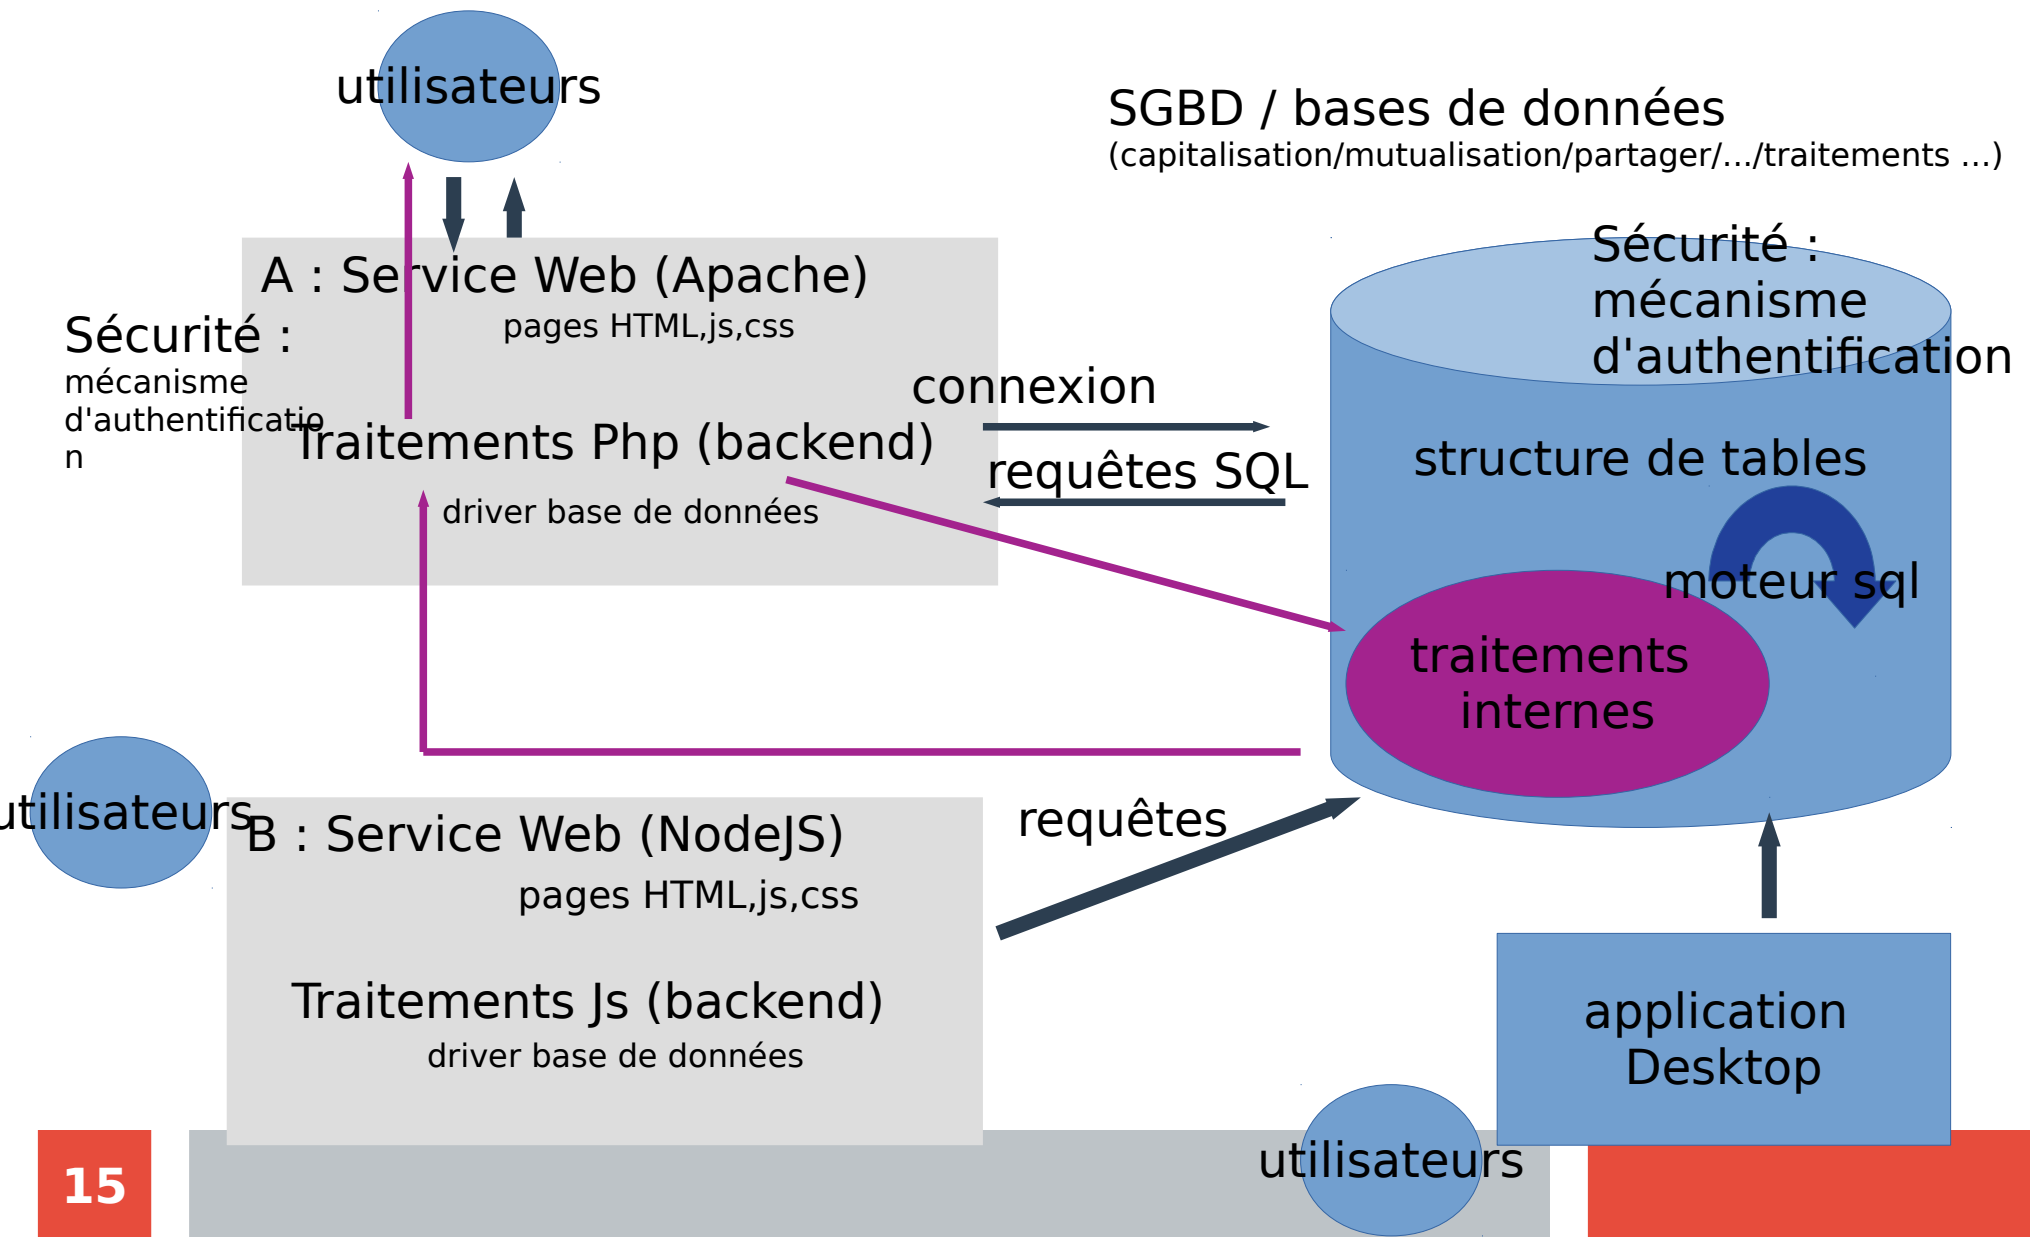 utilisateurs
SGBD / bases de données
(capitalisation/mutualisation/partager/.../traitements ...)
A : Service Web (Apache)
pages HTML,js,css
Sécurité :
mécanisme
d'authentificatio
n
Traitements Php (backend)
driver base de données
connexion
requêtes SQL
Sécurité :
mécanisme
d'authentification
structure de tables
moteur sql
traitements
internes
utilisateurs
B : Service Web (NodeJS)
pages HTML,js,css
Traitements Js (backend)
driver base de données
requêtes
application
Desktop
utilisateurs
15